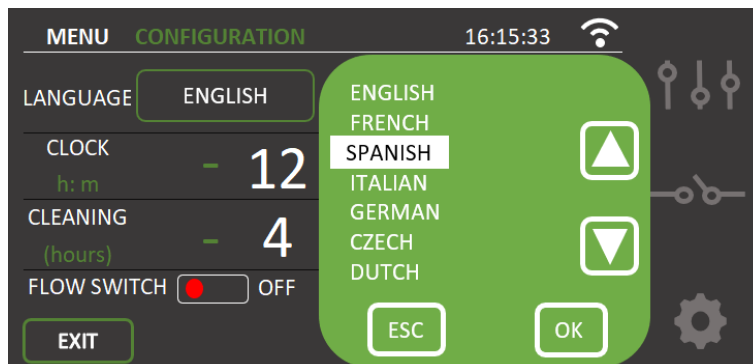 MENU CONFIGURATION 16:15:33
LANGUAGE ENGLISH
CLOCK
h: m
- 12
CLEANING
(hours)
- 4
FLOW SWITCH OFF
EXIT
ENGLISH
FRENCH
SPANISH
ITALIAN
GERMAN
CZECH
DUTCH
ESC OK